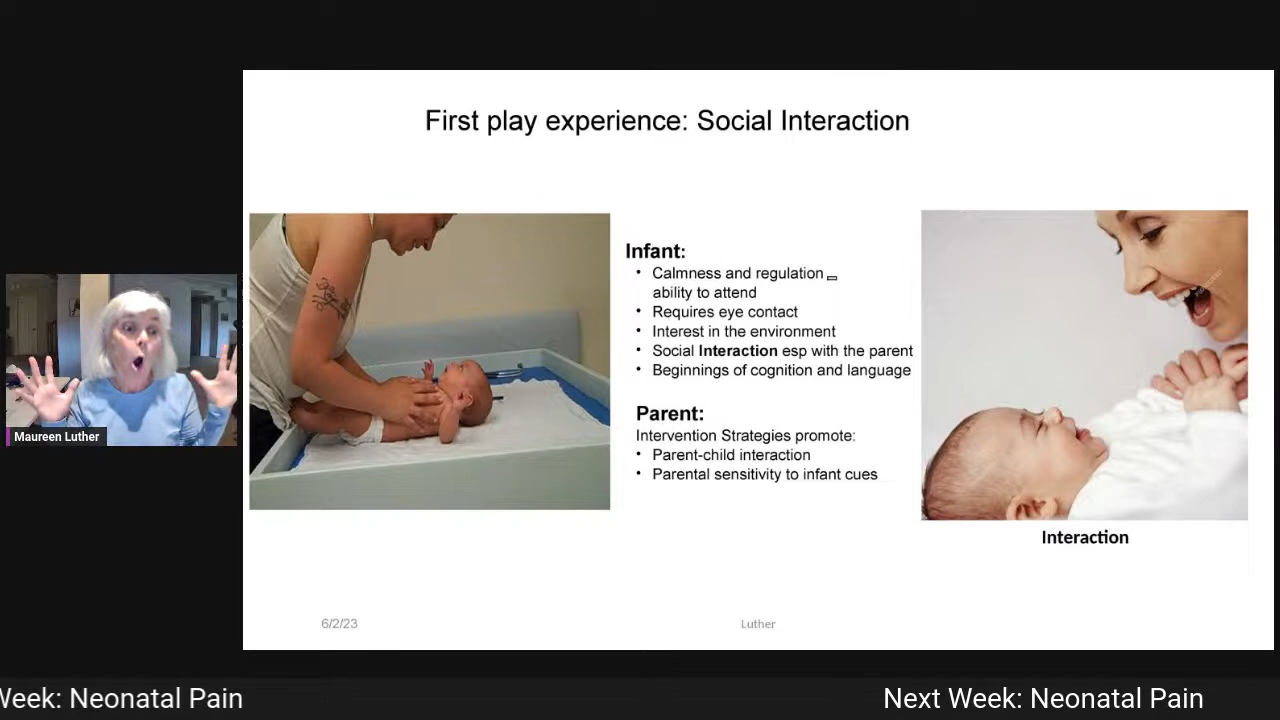 First play experience: Social Interaction
Infant:
• Calmness and regulation
ability to attend
• Requires eye contact
• Interest in the environment
• Social Interaction esp with the parent
• Beginnings of cognition and language
Parent:
Intervention Strategies promote:
• Parent-child interaction
• Parental sensitivity to infant cues
Interaction
Maureen Luther
6/2/23
Luther
Week: Neonatal Pain
Next Week: Neonatal Pain